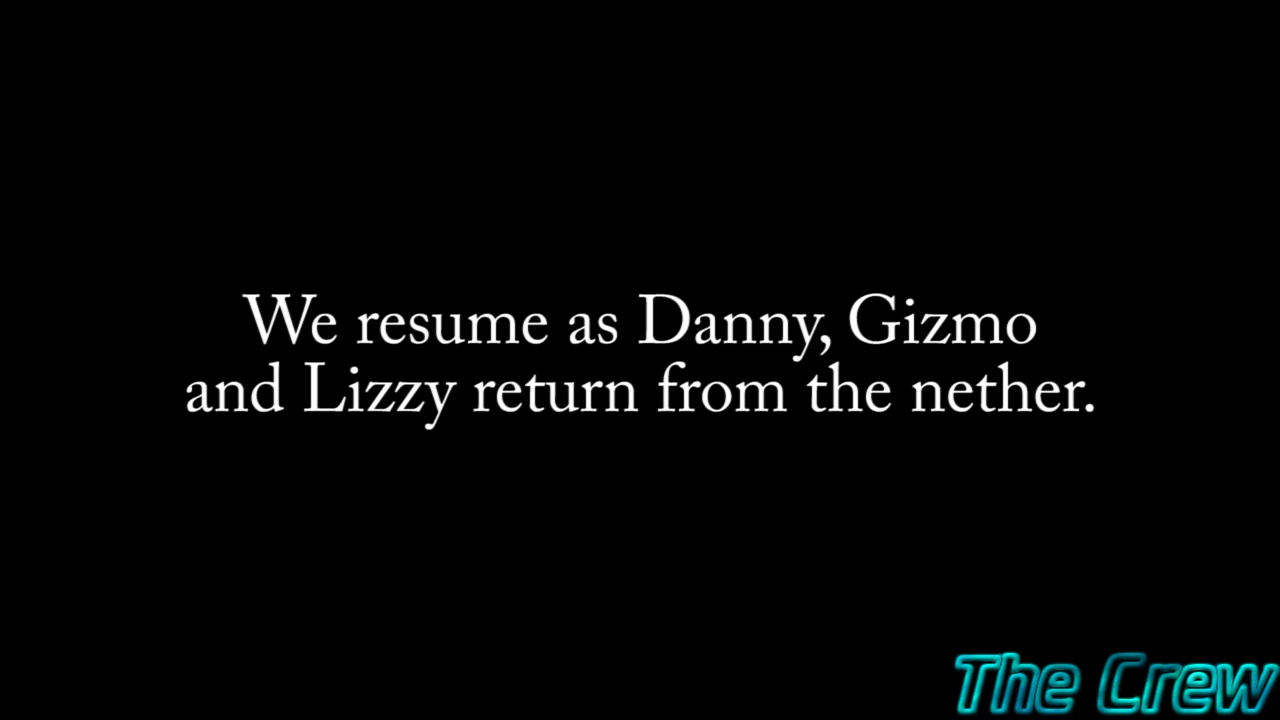 We resume as Danny, Gizmo
and Lizzy return from the nether.
The Crew